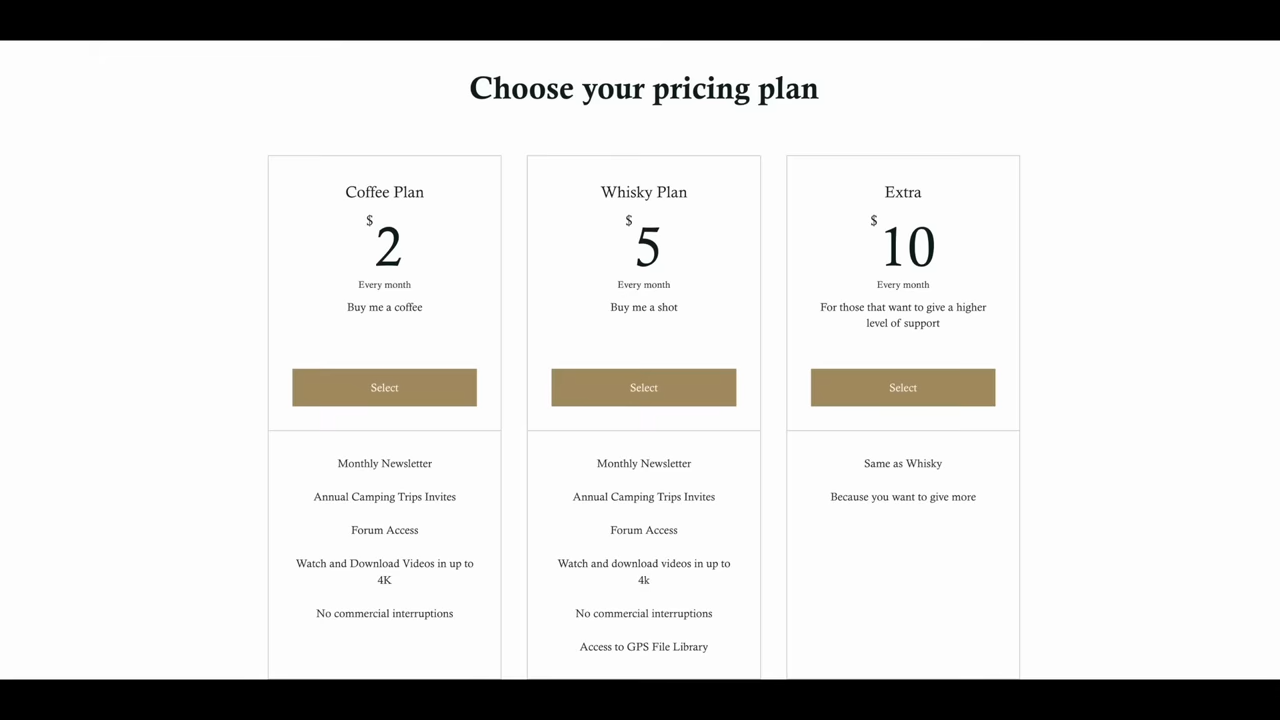 Choose your pricing plan
Coffee Plan
$
2
Every month
Buy me a coffee
Select
Monthly Newsletter
Annual Camping Trips Invites
Forum Access
Watch and Download Videos in up to
4K
No commercial interruptions
Whisky Plan
$
5
Every month
Buy me a shot
Select
Monthly Newsletter
Annual Camping Trips Invites
Forum Access
Watch and download videos in up to
4k
No commercial interruptions
Access to GPS File Library
Extra
$
10
Every month
For those that want to give a higher
level of support
Select
Same as Whisky
Because you want to give more